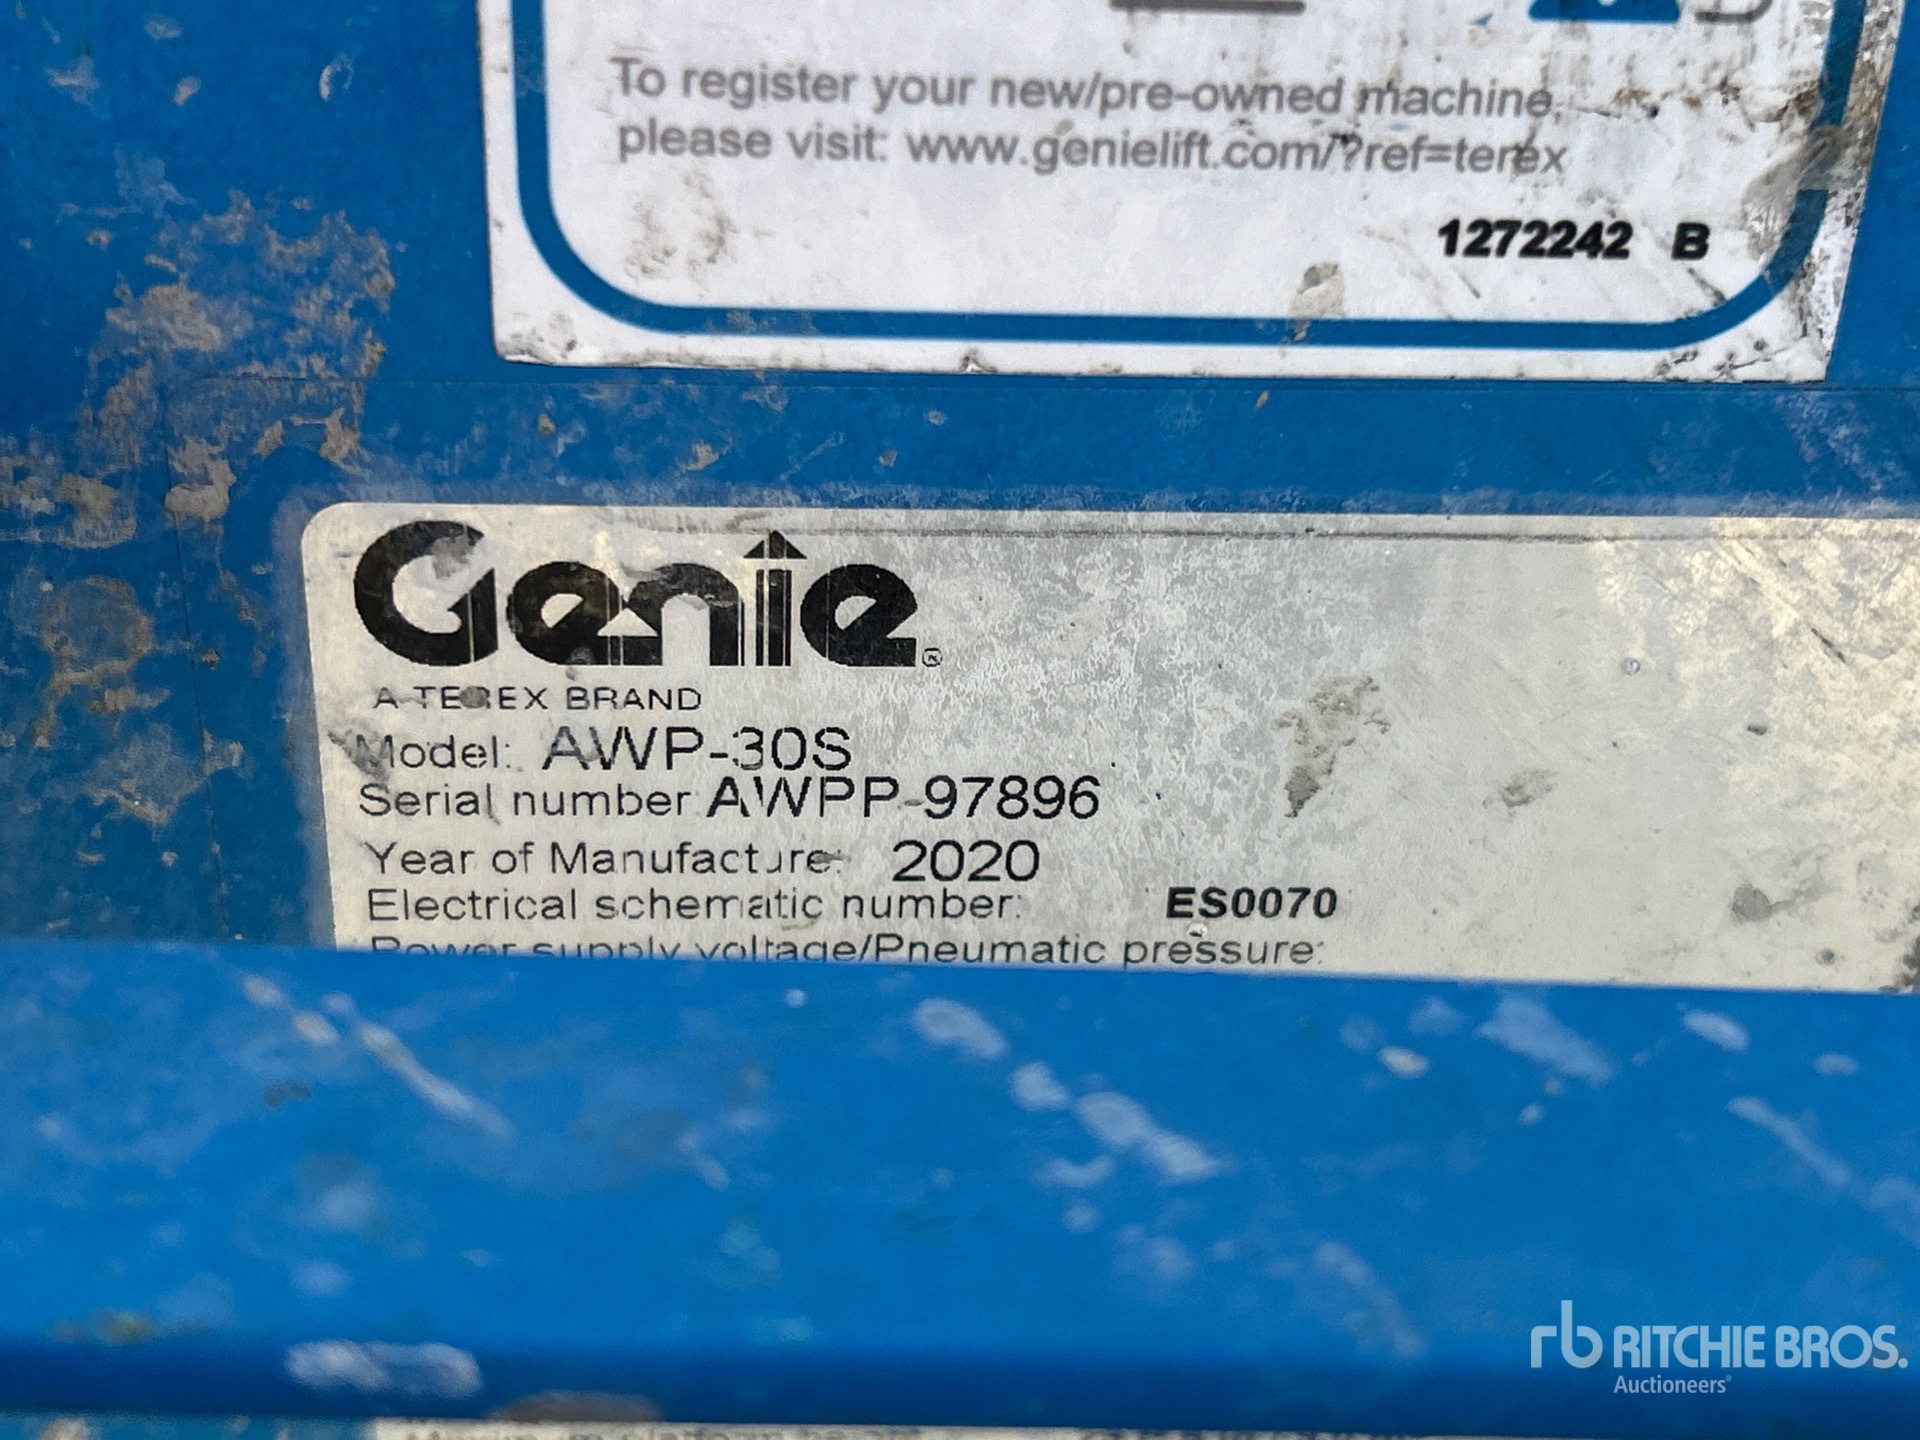 To register your new/pre-owned machine,
please visit: www.genielift.com/?ref=terex
1272242 B
Genie®
A TEREX BRAND
Model: AWP-30S
Serial number: AWPP-97896
Year of Manufacture: 2020
Electrical schematic number: ES0070
Power supply voltage/Pneumatic pressure:
rb RITCHIE BROS.
Auctioneers®